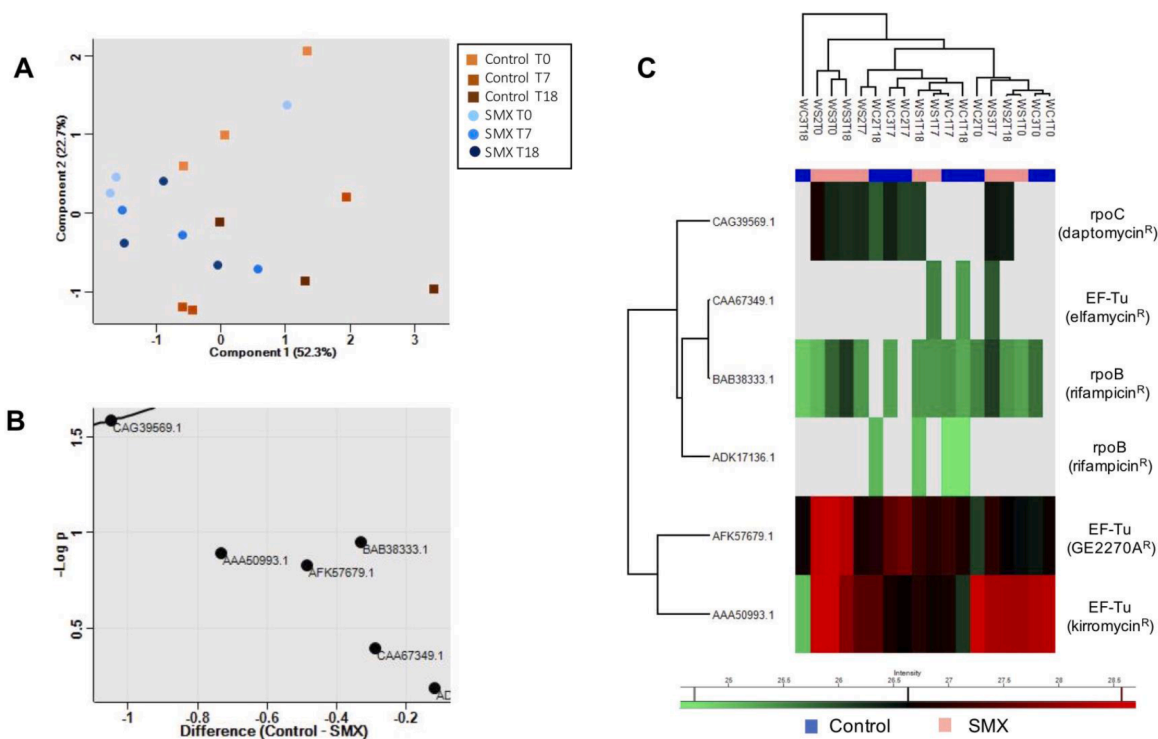 A
2
1
0
-1
Component 2 (22.7%)
-1
0
1
2
3
Component 1 (52.3%)
Control T0
Control T7
Control T18
SMX T0
SMX T7
SMX T18
B
1.5
1
0.5
-Log p
CAG39569.1
AAA50993.1
BAB38333.1
AFK57679.1
CAA67349.1
AD
-1
-0.8
-0.6
-0.4
-0.2
Difference (Control - SMX)
C
WC3T18
WS2T0
WS3T0
WS3T18
WS2T7
WC2T18
WC3T7
WC2T7
WS1T18
WS1T7
WC1T7
WC1T18
WC2T0
WS3T7
WS2T18
WS1T0
WC3T0
WC1T0
CAG39569.1
rpoC
(daptomycinᴿ)
CAA67349.1
EF-Tu
(elfamycinᴿ)
BAB38333.1
rpoB
(rifampicinᴿ)
ADK17136.1
rpoB
(rifampicinᴿ)
AFK57679.1
EF-Tu
(GE2270Aᴿ)
AAA50993.1
EF-Tu
(kirromycinᴿ)
Intensity
25 25.5 26 26.5 27 27.5 28 28.5
Control SMX